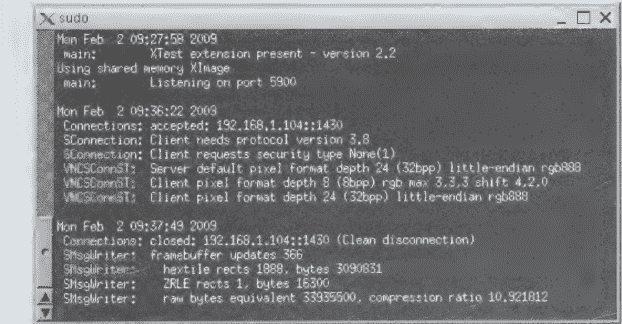 sudo
Mon Feb 2 09:27:58 2009
main: XTest extension present - version 2.2
Using shared memory XImage
main: Listening on port 5900
Mon Feb 2 09:36:22 2009
Connections: accepted: 192.168.1.104::1430
SConnection: Client needs protocol version 3.8
SConnection: Client requests security type None(1)
VNCSConnST: Server default pixel format depth 24 (32bpp) little-endian rgb888
VNCSConnST: Client pixel format depth 8 (8bpp) rgb max 3,3,3 shift 4,2,0
VNCSConnST: Client pixel format depth 24 (32bpp) little-endian rgb888
Mon Feb 2 09:37:49 2009
Connections: closed: 192.168.1.104::1430 (Clean disconnection)
SMsgWriter: framebuffer updates 366
SMsgWriter: hextile rects 1888, bytes 3090831
SMsgWriter: ZRLE rects 1, bytes 16300
SMsgWriter: raw bytes equivalent 33935500, compression ratio 10.921812